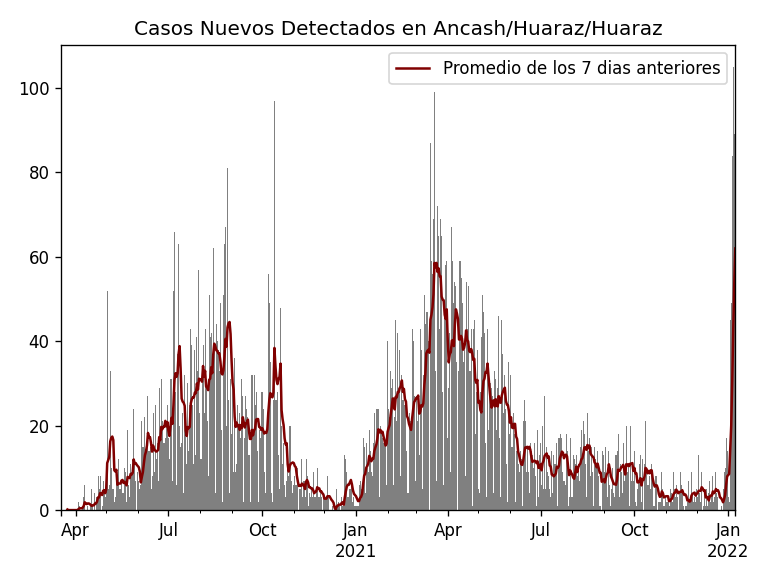 Casos Nuevos Detectados en Ancash/Huaraz/Huaraz
Promedio de los 7 dias anteriores
100
80
60
40
20
0
Apr Jul Oct Jan Apr Jul Oct Jan
2021 2022